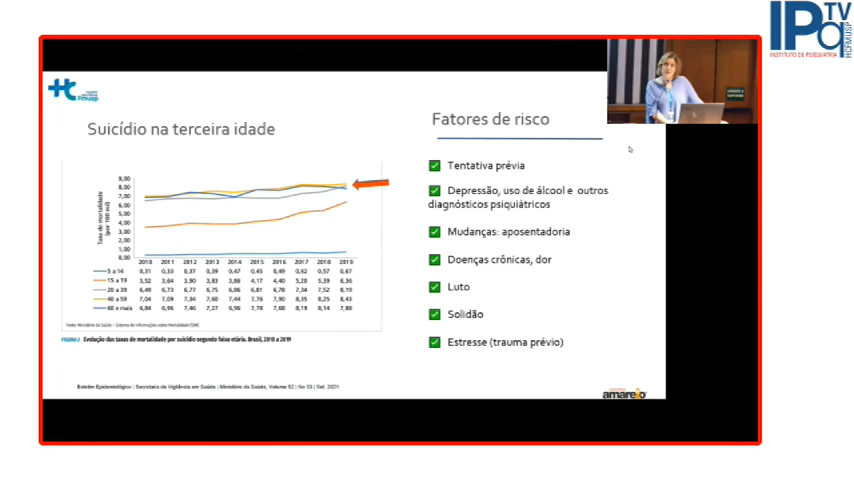 IPq TV
HCFMUSP
INSTITUTO DE PSIQUIATRIA
Suicídio na terceira idade
Taxa de mortalidade
(por 100 mil)
9,00
8,00
7,00
6,00
5,00
4,00
3,00
2,00
1,00
0,00
2010 2011 2012 2013 2014 2015 2016 2017 2018 2019
5 a 14 0,31 0,33 0,37 0,39 0,47 0,45 0,49 0,62 0,57 0,67
15 a 19 3,52 3,64 3,90 3,83 3,86 4,17 4,40 5,20 5,39 6,36
20 a 39 6,49 6,73 6,77 6,75 6,86 6,81 6,78 7,34 7,52 8,19
40 a 59 7,04 7,09 7,34 7,60 7,44 7,76 7,90 8,35 8,25 8,43
60 e mais 6,84 6,96 7,46 7,27 6,96 7,78 7,68 8,19 8,14 7,88
Fonte: Ministério da Saúde – Sistema de Informações sobre Mortalidade (SIM).
Evolução das taxas de mortalidade por suicídio segundo faixa etária. Brasil, 2010 a 2019
Boletim Epidemiológico | Secretaria de Vigilância em Saúde | Ministério da Saúde, Volume 52 | No 33 | Set. 2021
Fatores de risco
Tentativa prévia
Depressão, uso de álcool e outros
diagnósticos psiquiátricos
Mudanças: aposentadoria
Doenças crônicas, dor
Luto
Solidão
Estresse (trauma prévio)
amarelo